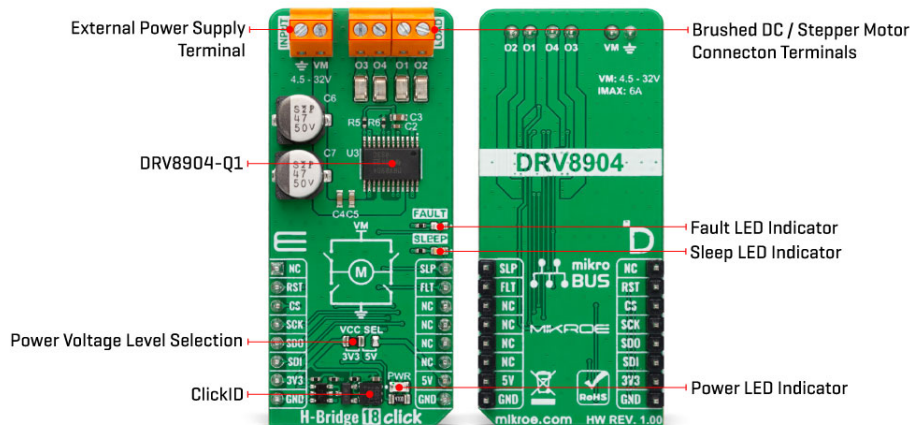 External Power Supply
Terminal
DRV8904-Q1
Power Voltage Level Selection
ClickID
INPUT
LOAD
VM
O3 O4 O1 O2
4.5 - 32V
C6
47
50V
R5
R6
C3
C2
U3
C7
47
50V
C4 C5
FAULT
SLEEP
VM
M
NC
RST
CS
SCK
SDO
SDI
3V3
GND
SLP
FLT
NC
NC
NC
NC
5V
GND
VCC SEL
3V3 5V
PWR
H-Bridge 18 click
O2 O1 O4 O3 VM
VM: 4.5 - 32V
IMAX: 6A
DRV8904
D
mikro
BUS
MIKROE
SLP
FLT
NC
NC
NC
NC
5V
GND
NC
RST
CS
SCK
SDO
SDI
3V3
GND
RoHS
mikroe.com HW REV. 1.00
Brushed DC / Stepper Motor
Connecton Terminals
Fault LED Indicator
Sleep LED Indicator
Power LED Indicator